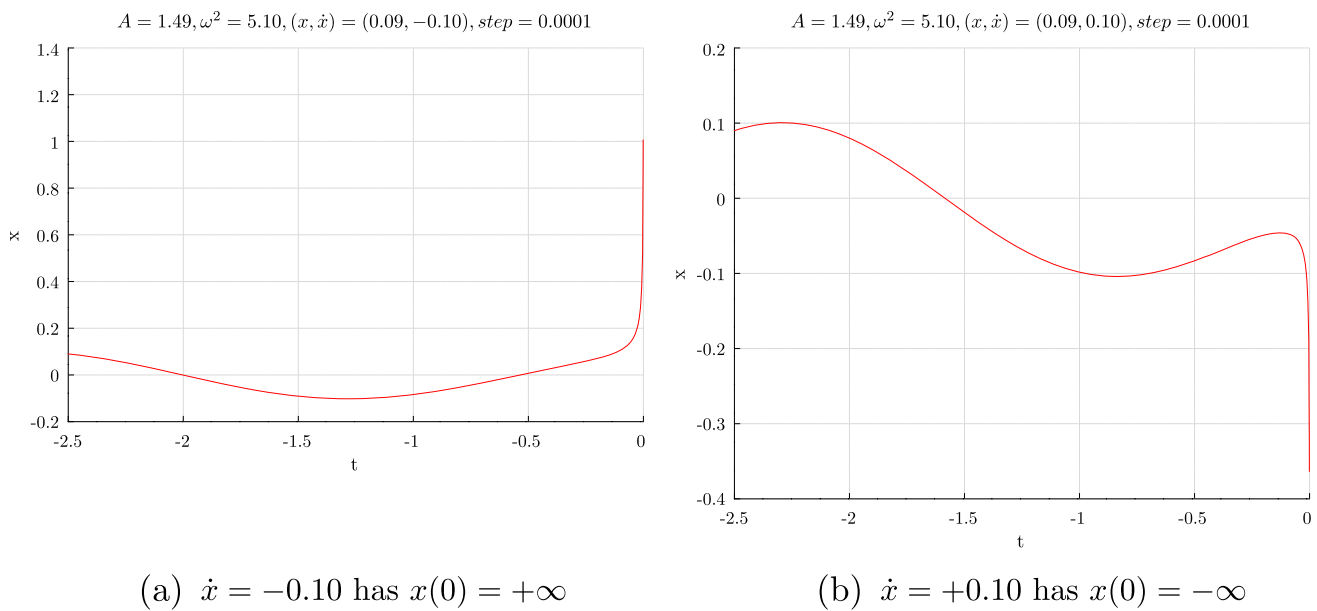 A = 1.49, ω² = 5.10, (x, ẋ) = (0.09, −0.10), step = 0.0001
1.4
1.2
1
0.8
0.6
0.4
0.2
0
-0.2
x
-2.5 -2 -1.5 -1 -0.5 0
t
(a) ẋ = −0.10 has x(0) = +∞
A = 1.49, ω² = 5.10, (x, ẋ) = (0.09, 0.10), step = 0.0001
0.2
0.1
0
-0.1
-0.2
-0.3
-0.4
x
-2.5 -2 -1.5 -1 -0.5 0
t
(b) ẋ = +0.10 has x(0) = −∞